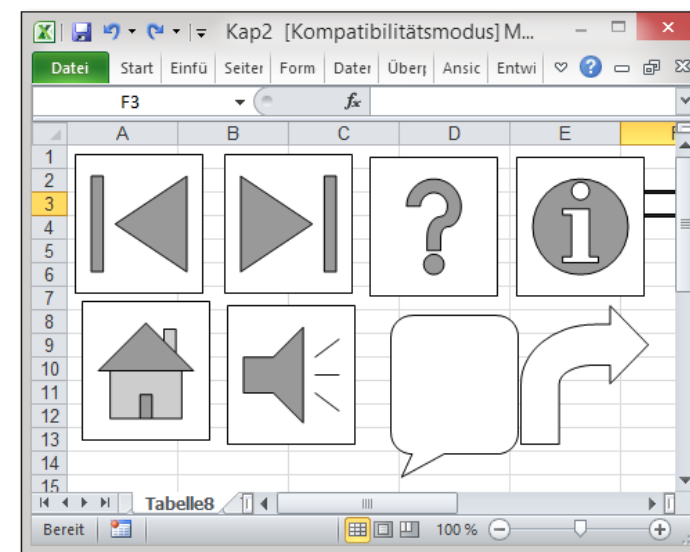 Kap2 [Kompatibilitätsmodus] M...
Datei Start Einfü Seiter Form Dater Überp Ansic Entwi
F3 fx
A B C D E F
1
2
3
4
5
6
7
8
9
10
11
12
13
14
15
Tabelle8
Bereit 100 %